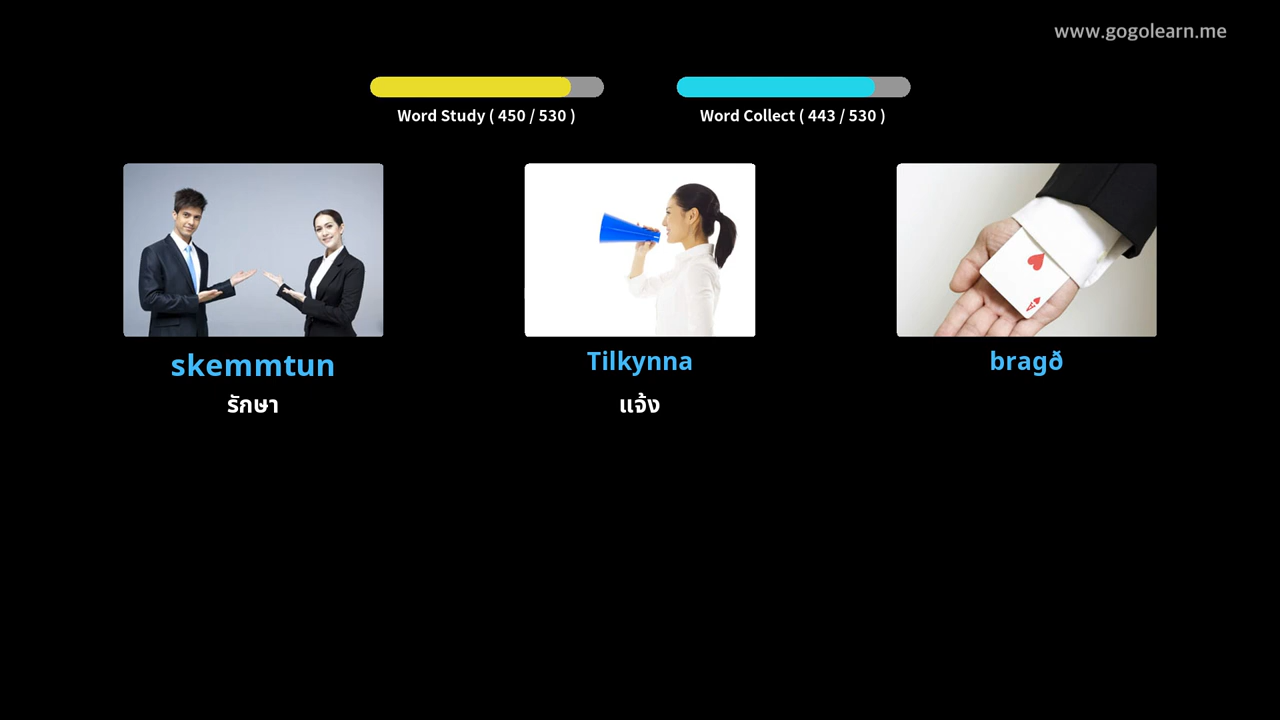 www.gogolearn.me
Word Study ( 450 / 530 )
Word Collect ( 443 / 530 )
skemmtun
รักษา
Tilkynna
แจ้ง
bragð
A